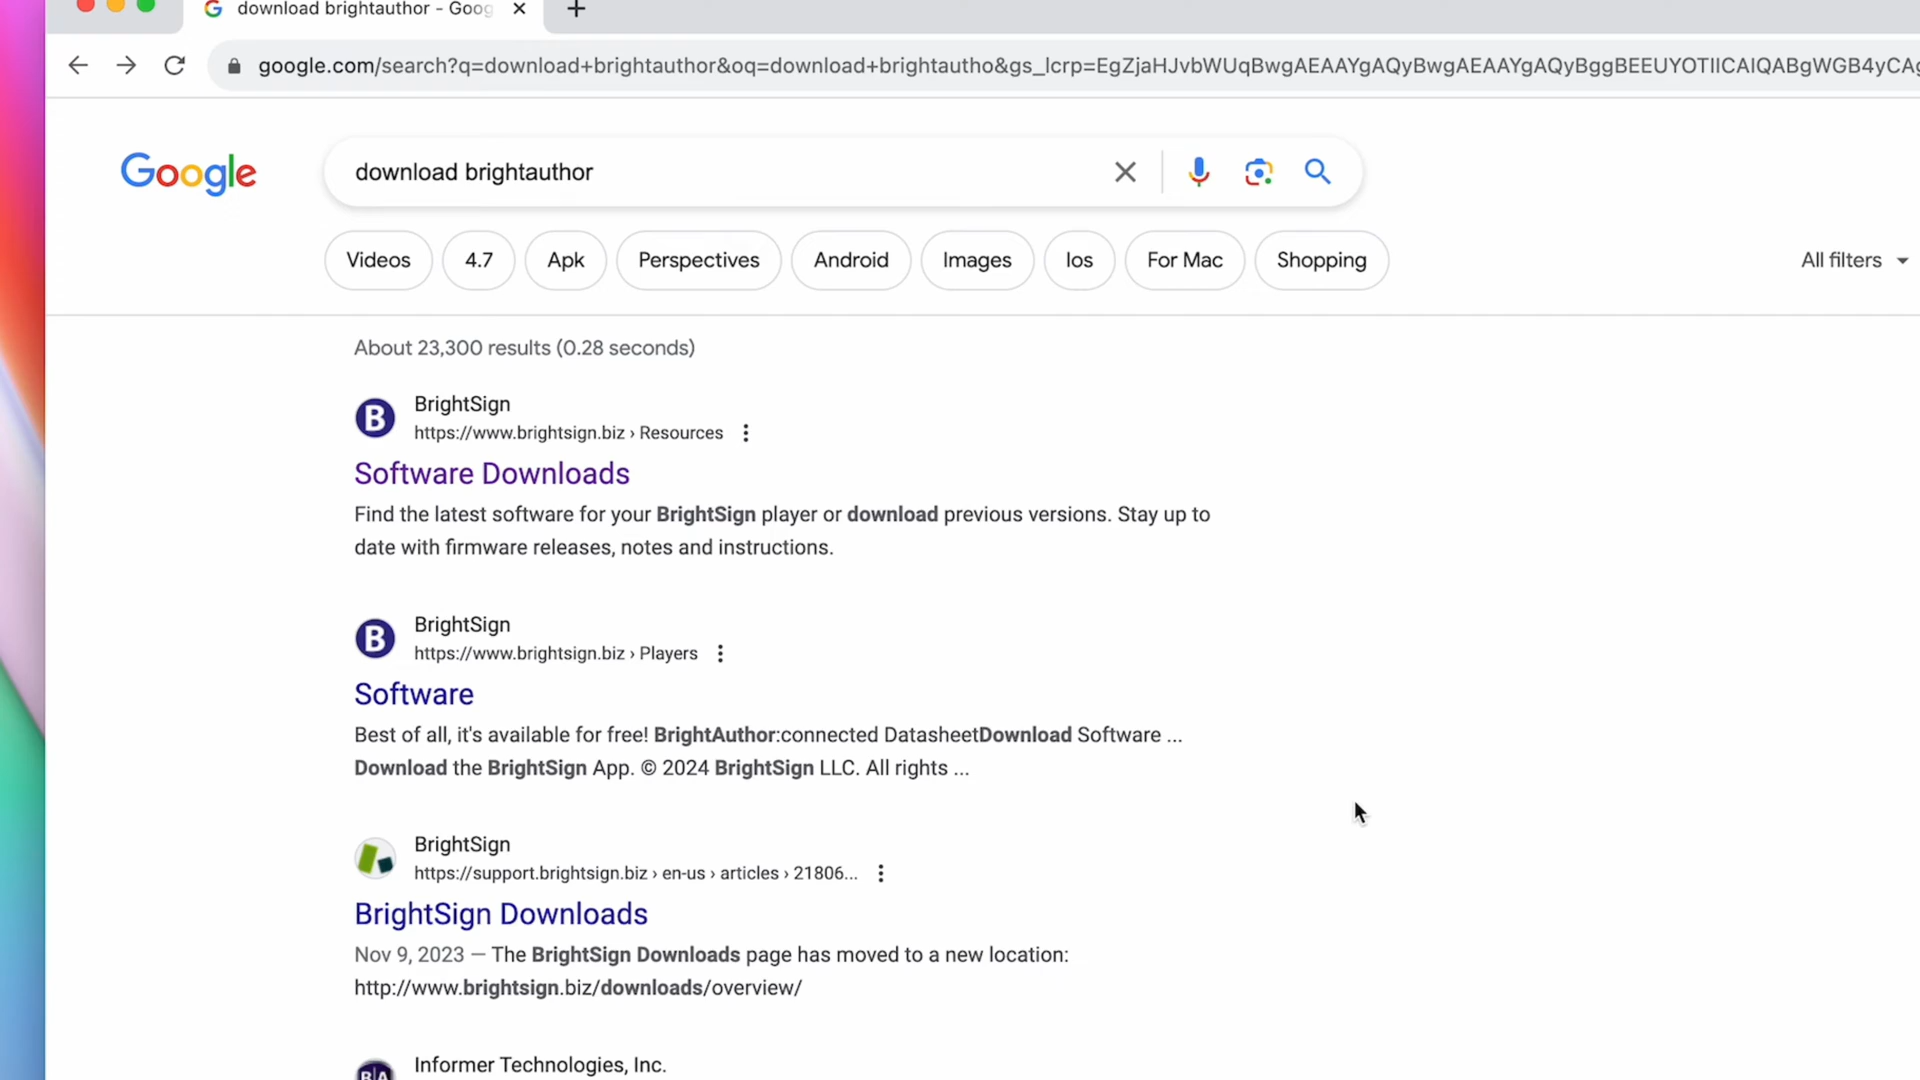 download brightauthor - Goog
google.com/search?q=download+brightauthor&oq=download+brightautho&gs_lcrp=EgZjaHJvbWUqBwgAEAAYgAQyBwgAEAAYgAQyBggBEEUYOTIICAIQABgWGB4yCAg
Google
download brightauthor
Videos
4.7
Apk
Perspectives
Android
Images
Ios
For Mac
Shopping
All filters
About 23,300 results (0.28 seconds)
B
BrightSign
https://www.brightsign.biz › Resources
Software Downloads
Find the latest software for your BrightSign player or download previous versions. Stay up to
date with firmware releases, notes and instructions.
B
BrightSign
https://www.brightsign.biz › Players
Software
Best of all, it's available for free! BrightAuthor:connected DatasheetDownload Software ...
Download the BrightSign App. © 2024 BrightSign LLC. All rights ...
BrightSign
https://support.brightsign.biz › en-us › articles › 21806...
BrightSign Downloads
Nov 9, 2023 — The BrightSign Downloads page has moved to a new location:
http://www.brightsign.biz/downloads/overview/
B|A
Informer Technologies, Inc.